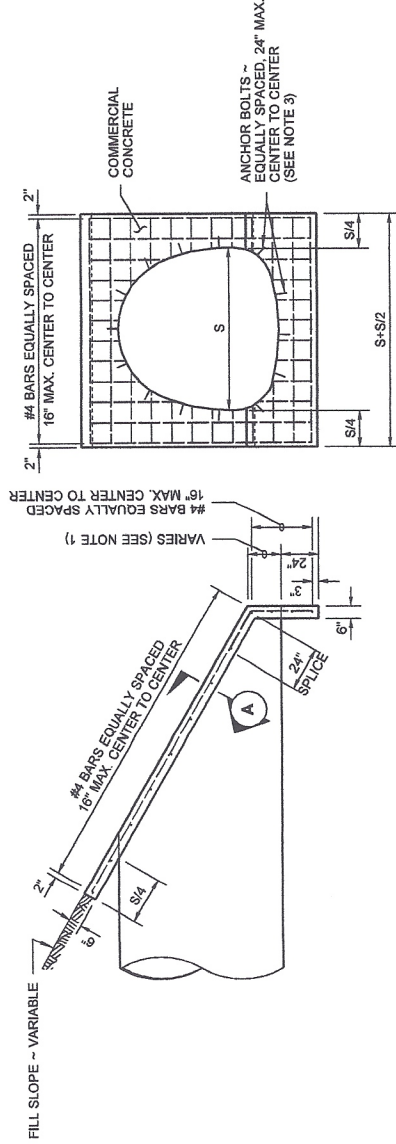 FILL SLOPE ~ VARIABLE
2"
6"
S/4
#4 BARS EQUALLY SPACED
16" MAX. CENTER TO CENTER
A
24"
SPLICE
6"
3"
24"
VARIES (SEE NOTE 1)
#4 BARS EQUALLY SPACED
16" MAX. CENTER TO CENTER
2"
#4 BARS EQUALLY SPACED
16" MAX. CENTER TO CENTER
2"
COMMERCIAL
CONCRETE
S
ANCHOR BOLTS ~
EQUALLY SPACED, 24" MAX.
CENTER TO CENTER
(SEE NOTE 3)
S/4
S/4
S+S/2